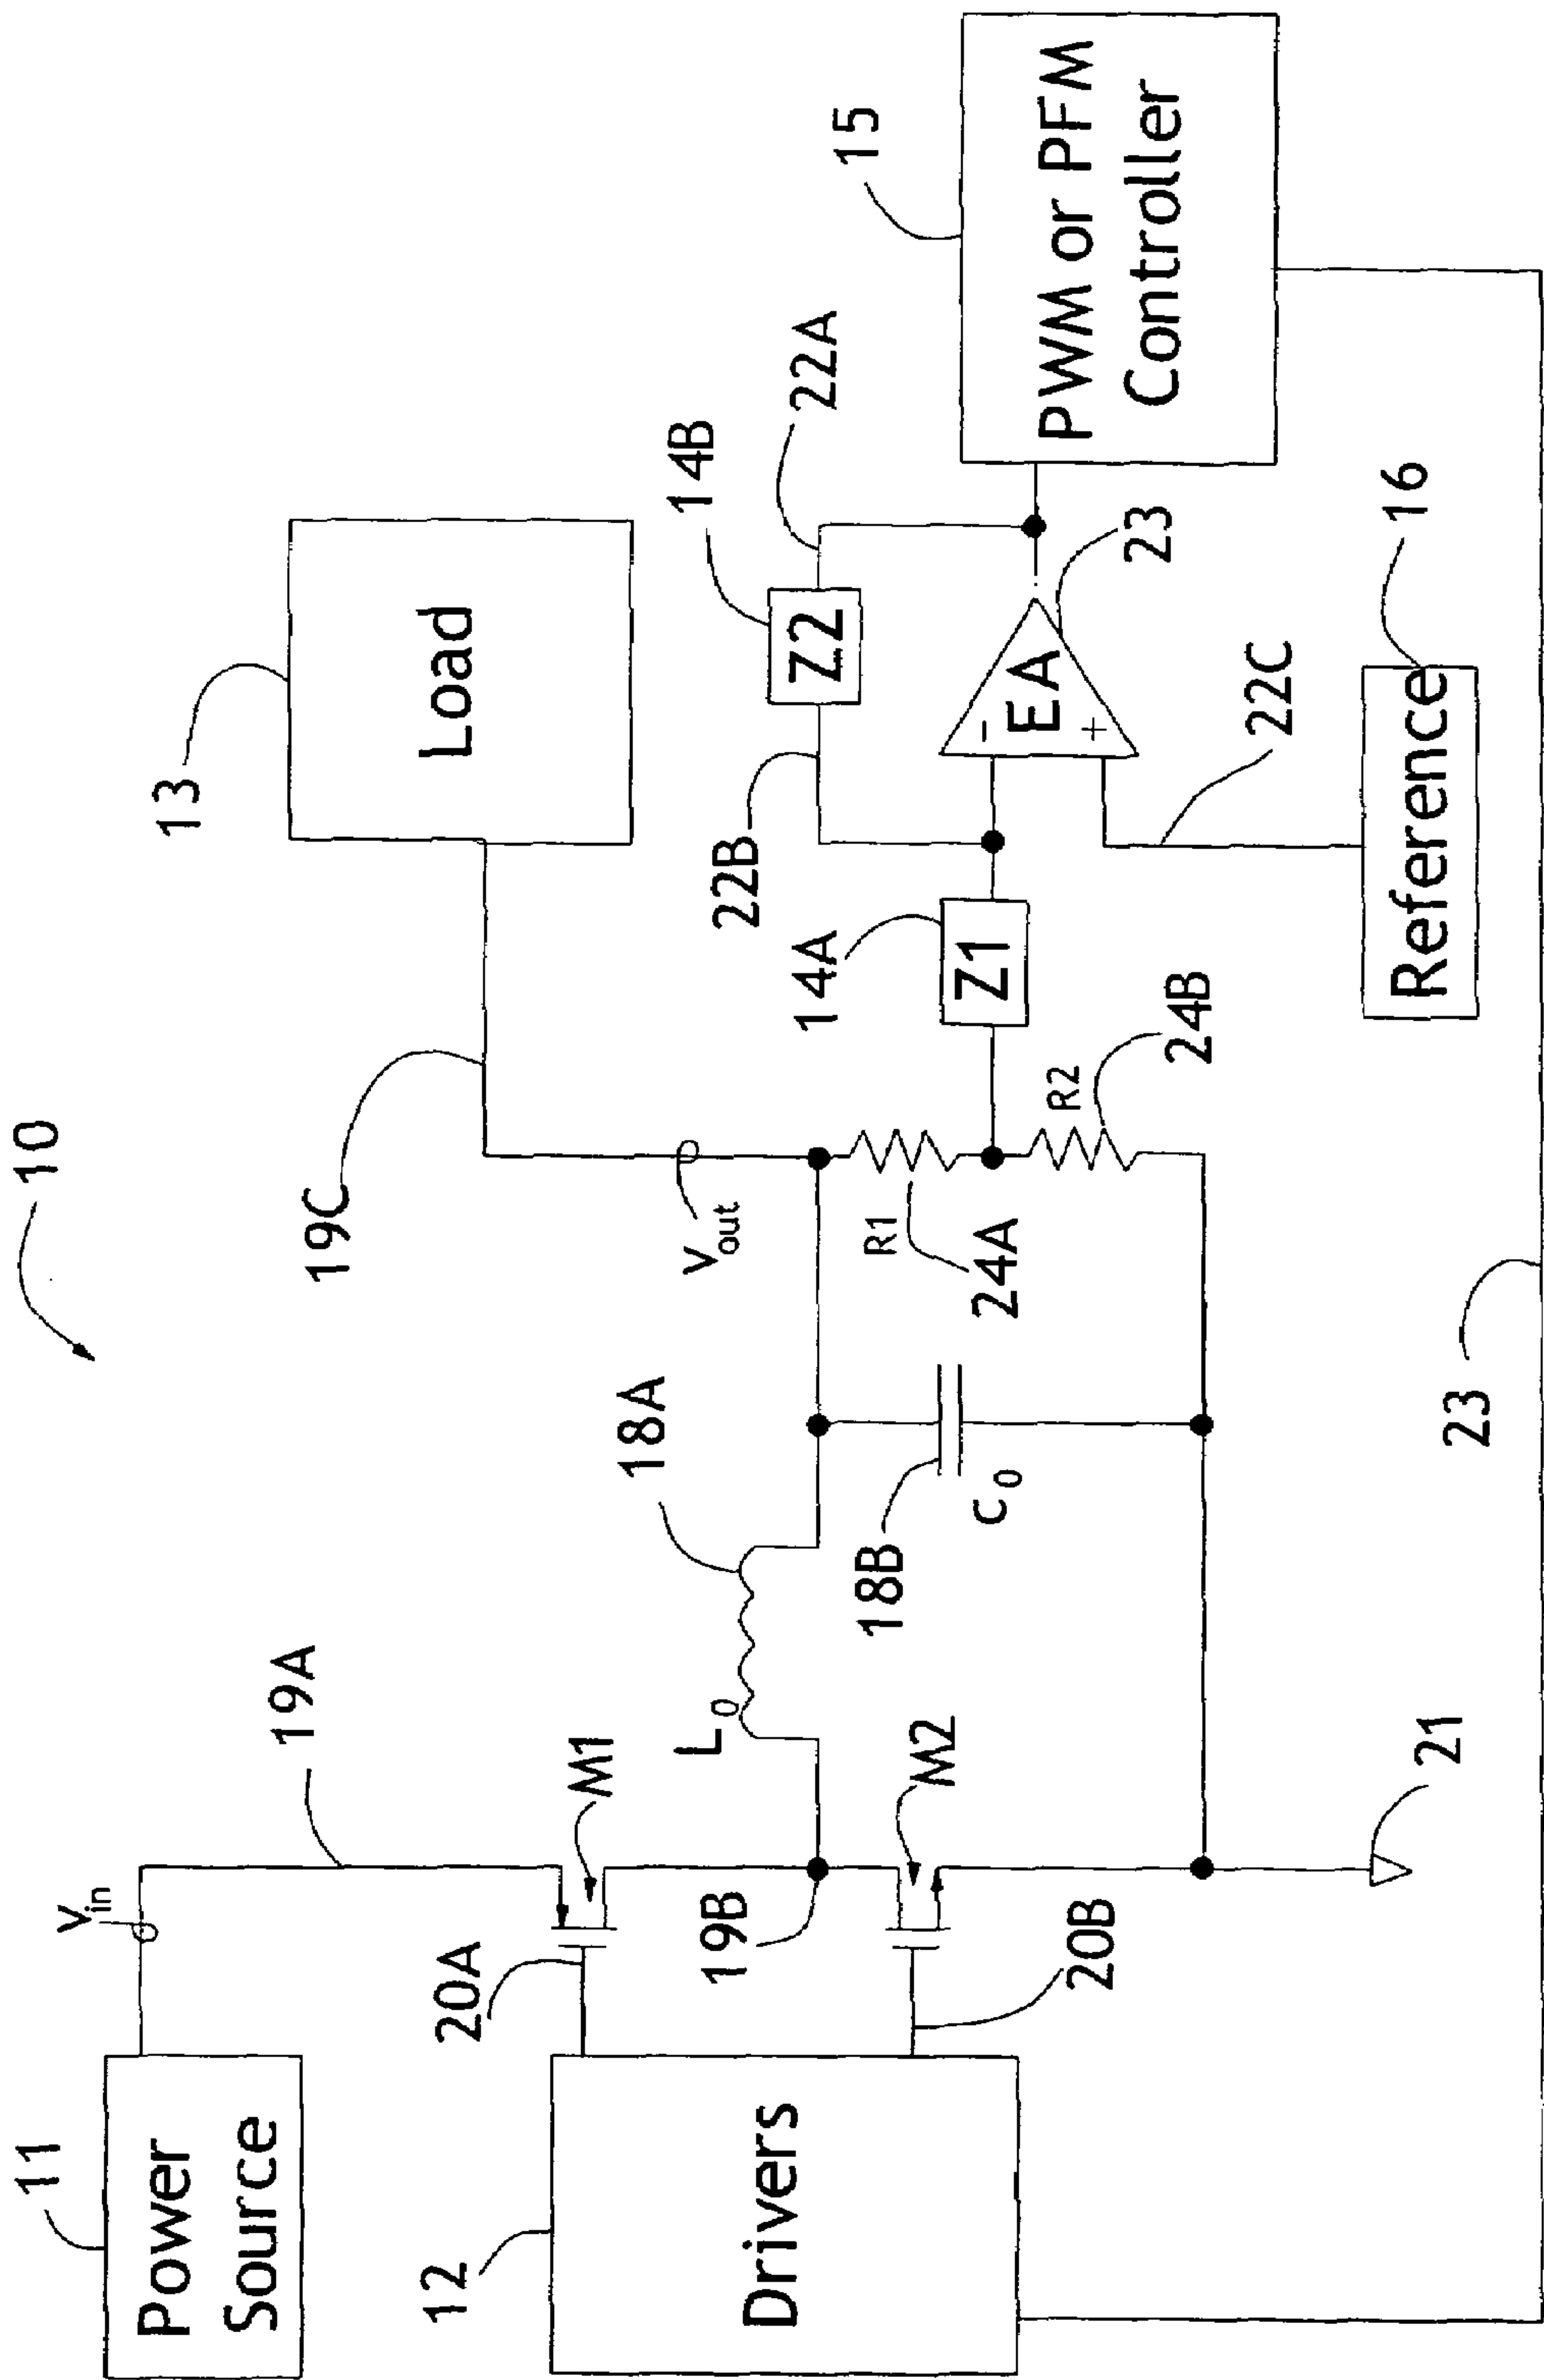 10
11
Power
Source
Vin
19A
12
Drivers
20A
M1
19B
20B
M2
21
L0
18A
18B
C0
Vout
19C
13
Load
R1
24A
R2
24B
14A
Z1
22B
14B
Z2
22A
EA
-
+
23
22C
16
Reference
15
PWM or PFM
Controller
23